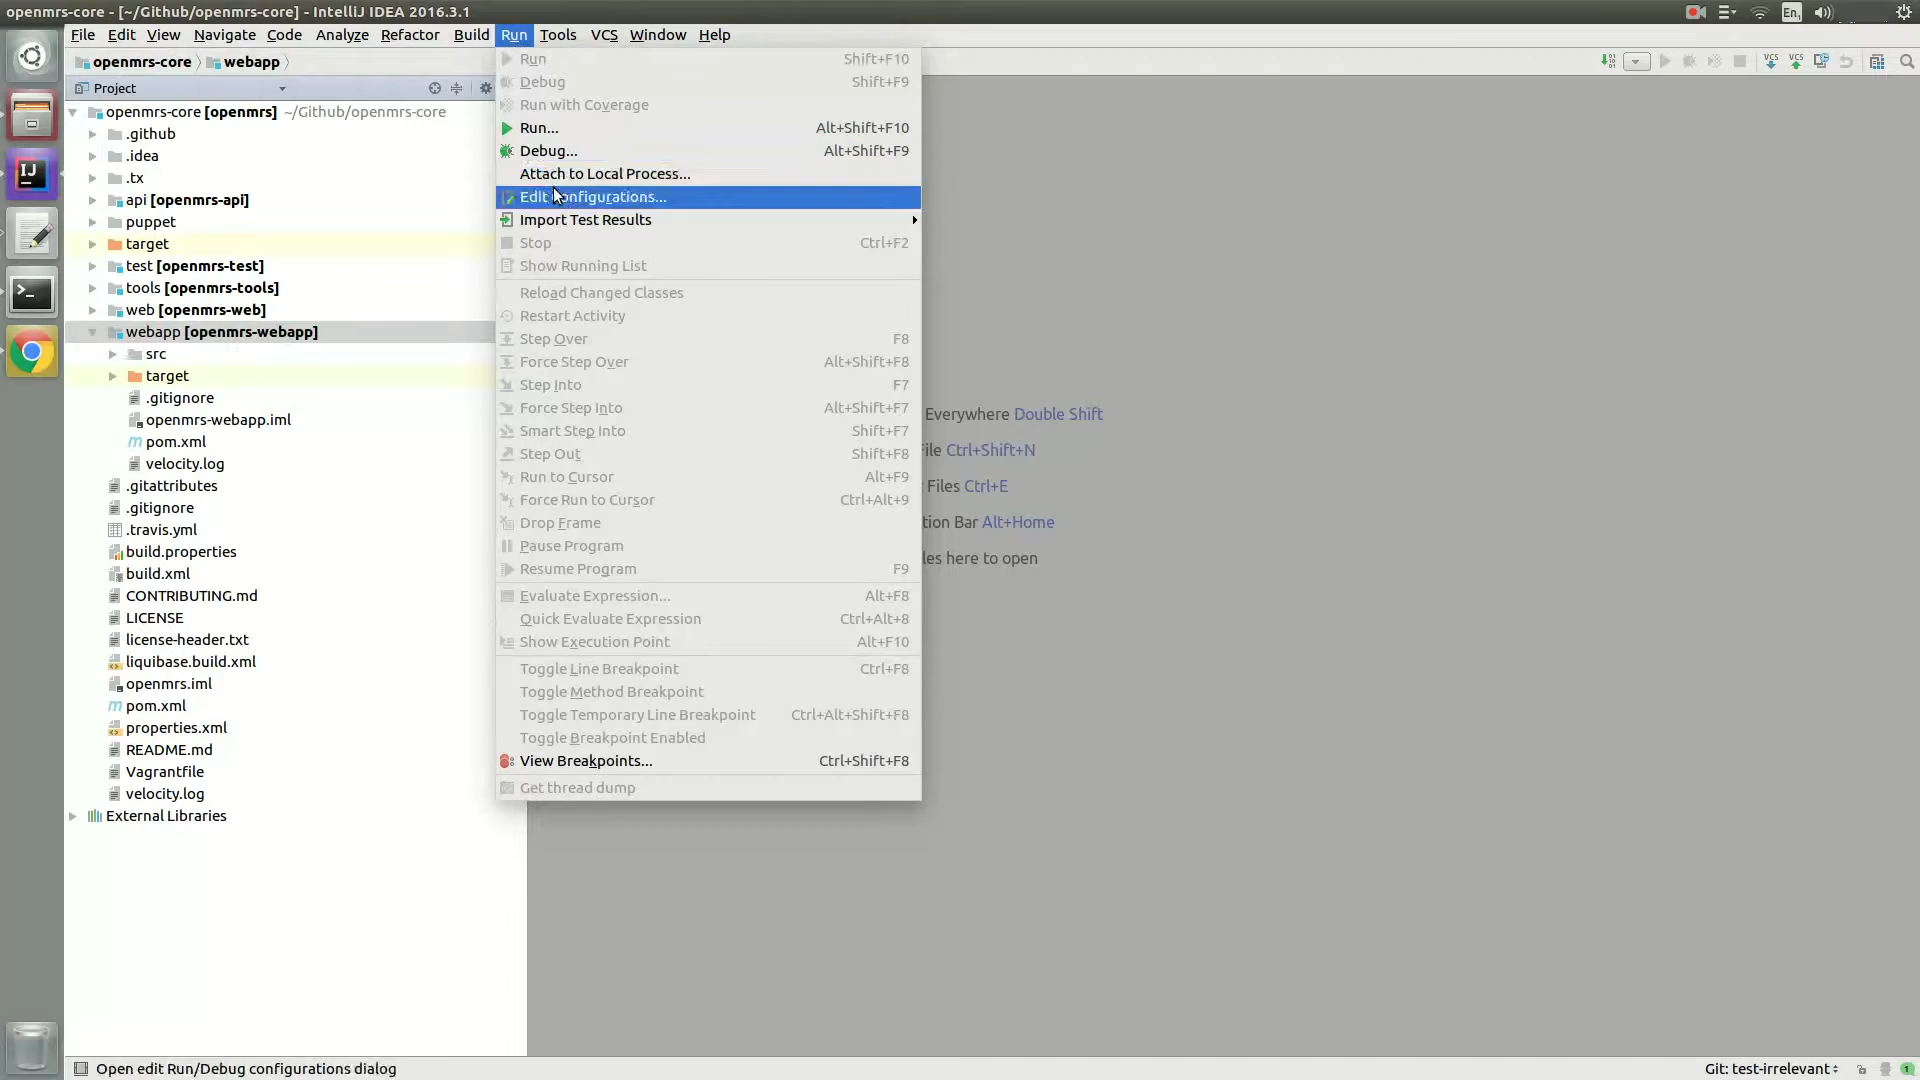 openmrs-core - [~/Github/openmrs-core] - IntelliJ IDEA 2016.3.1
En1
File Edit View Navigate Code Analyze Refactor Build Run Tools VCS Window Help
openmrs-core webapp
VCS VCS
Project
openmrs-core [openmrs] ~/Github/openmrs-core
.github
.idea
.tx
api [openmrs-api]
puppet
target
test [openmrs-test]
tools [openmrs-tools]
web [openmrs-web]
webapp [openmrs-webapp]
src
target
.gitignore
openmrs-webapp.iml
pom.xml
velocity.log
.gitattributes
.gitignore
.travis.yml
build.properties
build.xml
CONTRIBUTING.md
LICENSE
license-header.txt
liquibase.build.xml
openmrs.iml
pom.xml
properties.xml
README.md
Vagrantfile
velocity.log
External Libraries
Run Shift+F10
Debug Shift+F9
Run with Coverage
Run... Alt+Shift+F10
Debug... Alt+Shift+F9
Attach to Local Process...
Edit Configurations...
Import Test Results
Stop Ctrl+F2
Show Running List
Reload Changed Classes
Restart Activity
Step Over F8
Force Step Over Alt+Shift+F8
Step Into F7
Force Step Into Alt+Shift+F7
Smart Step Into Shift+F7
Step Out Shift+F8
Run to Cursor Alt+F9
Force Run to Cursor Ctrl+Alt+9
Drop Frame
Pause Program
Resume Program F9
Evaluate Expression... Alt+F8
Quick Evaluate Expression Ctrl+Alt+8
Show Execution Point Alt+F10
Toggle Line Breakpoint Ctrl+F8
Toggle Method Breakpoint
Toggle Temporary Line Breakpoint Ctrl+Alt+Shift+F8
Toggle Breakpoint Enabled
View Breakpoints... Ctrl+Shift+F8
Get thread dump
Everywhere Double Shift
ile Ctrl+Shift+N
Files Ctrl+E
tion Bar Alt+Home
les here to open
IJ
Open edit Run/Debug configurations dialog
Git: test-irrelevant
1